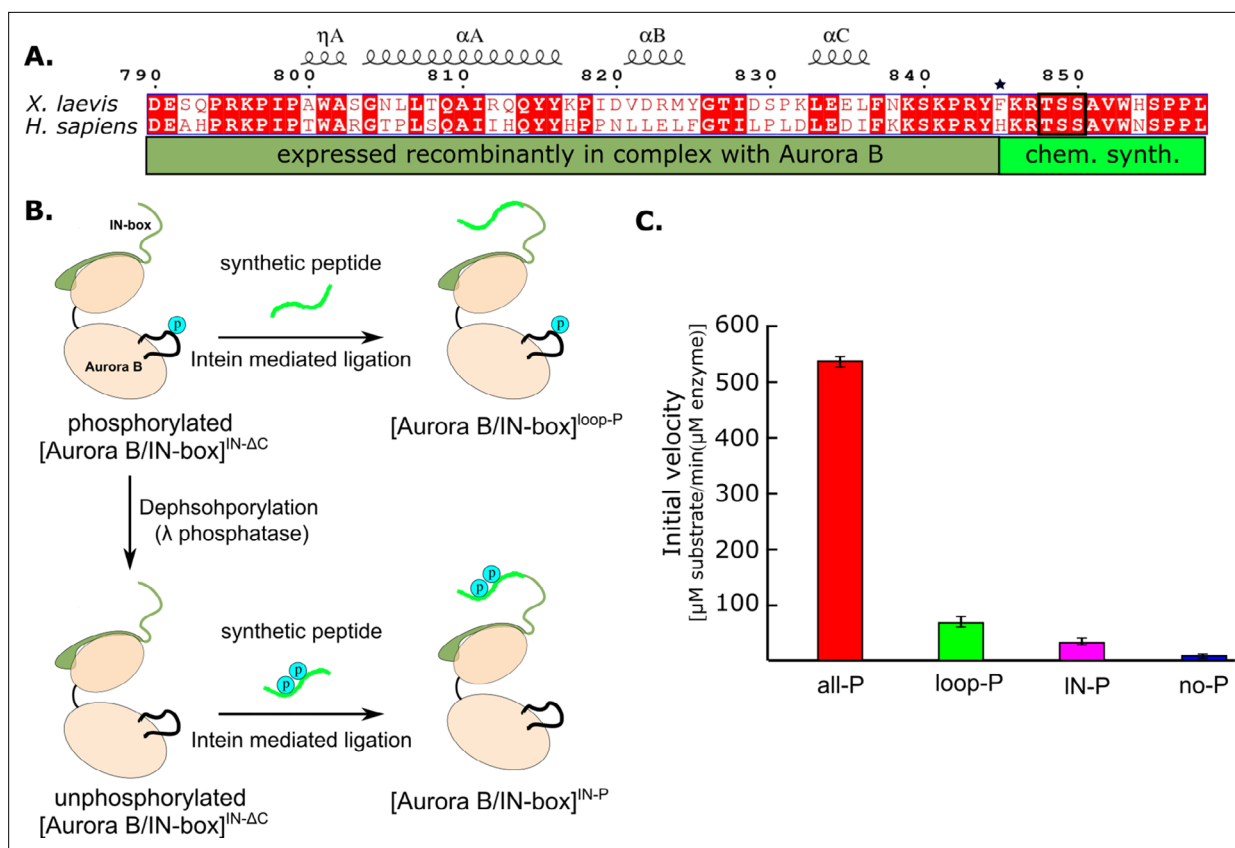 A.
ηA αA αB αC
790 800 810 820 830 840 850
★
X. laevis DESQPRKPIPAWASGNLLTQAIRQQYYKPIDVDRMYGTIDSPKLEELFNKSKPRYFKRTSSAVWHSPPL
H. sapiens DEAHPRKPIPTWARGTPLSQAIIHQYYHPPNLLELFGTILPLDLEDIFKKSKPRYHKRTSSAVWNSPPL
expressed recombinantly in complex with Aurora B chem. synth.
B.
IN-box
synthetic peptide
Intein mediated ligation
P
P
Aurora B
phosphorylated
[Aurora B/IN-box]IN-ΔC
[Aurora B/IN-box]loop-P
Dephsohporylation
(λ phosphatase)
synthetic peptide
P P
Intein mediated ligation
P P
unphosphorylated
[Aurora B/IN-box]IN-ΔC
[Aurora B/IN-box]IN-P
C.
Initial velocity
[µM substrate/min(µM enzyme)]
600
500
400
300
200
100
all-P loop-P IN-P no-P